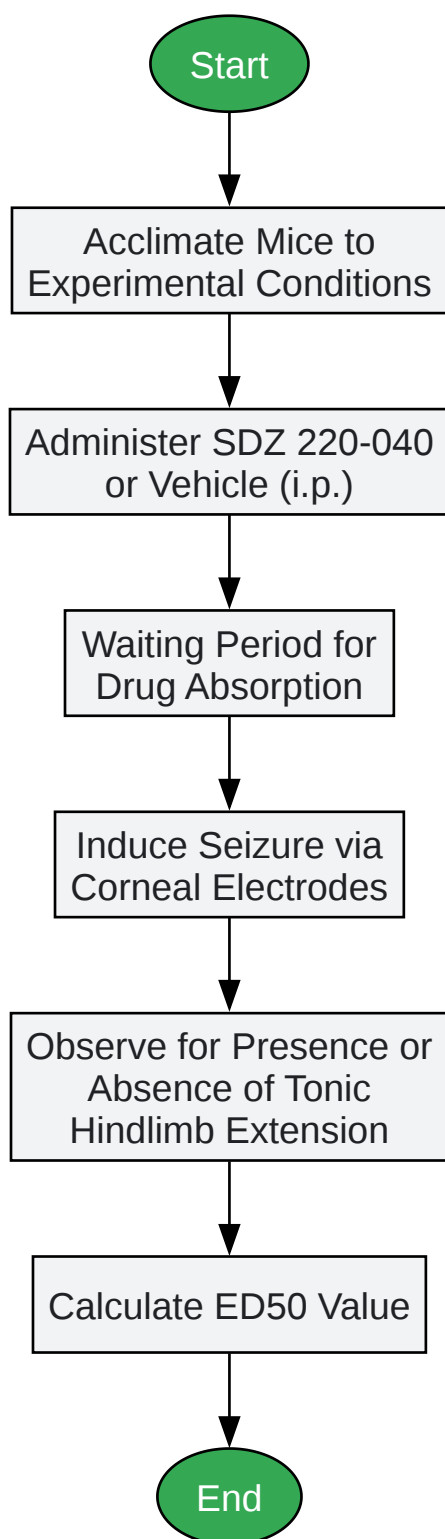 Start
Acclimate Mice to
Experimental Conditions
Administer SDZ 220-040
or Vehicle (i.p.)
Waiting Period for
Drug Absorption
Induce Seizure via
Corneal Electrodes
Observe for Presence or
Absence of Tonic
Hindlimb Extension
Calculate ED50 Value
End